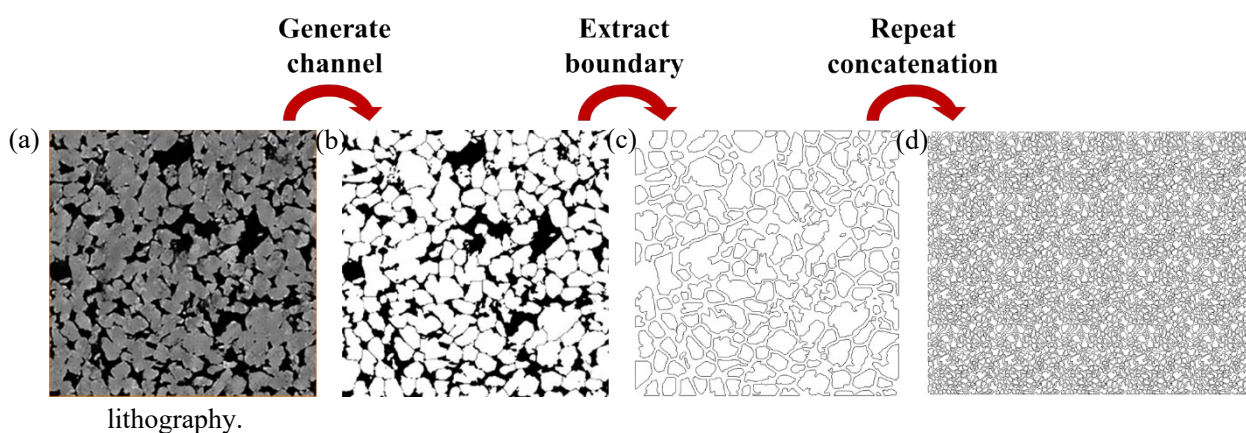 Generate
channel
Extract
boundary
Repeat
concatenation
(a)
(b)
(c)
(d)
lithography.